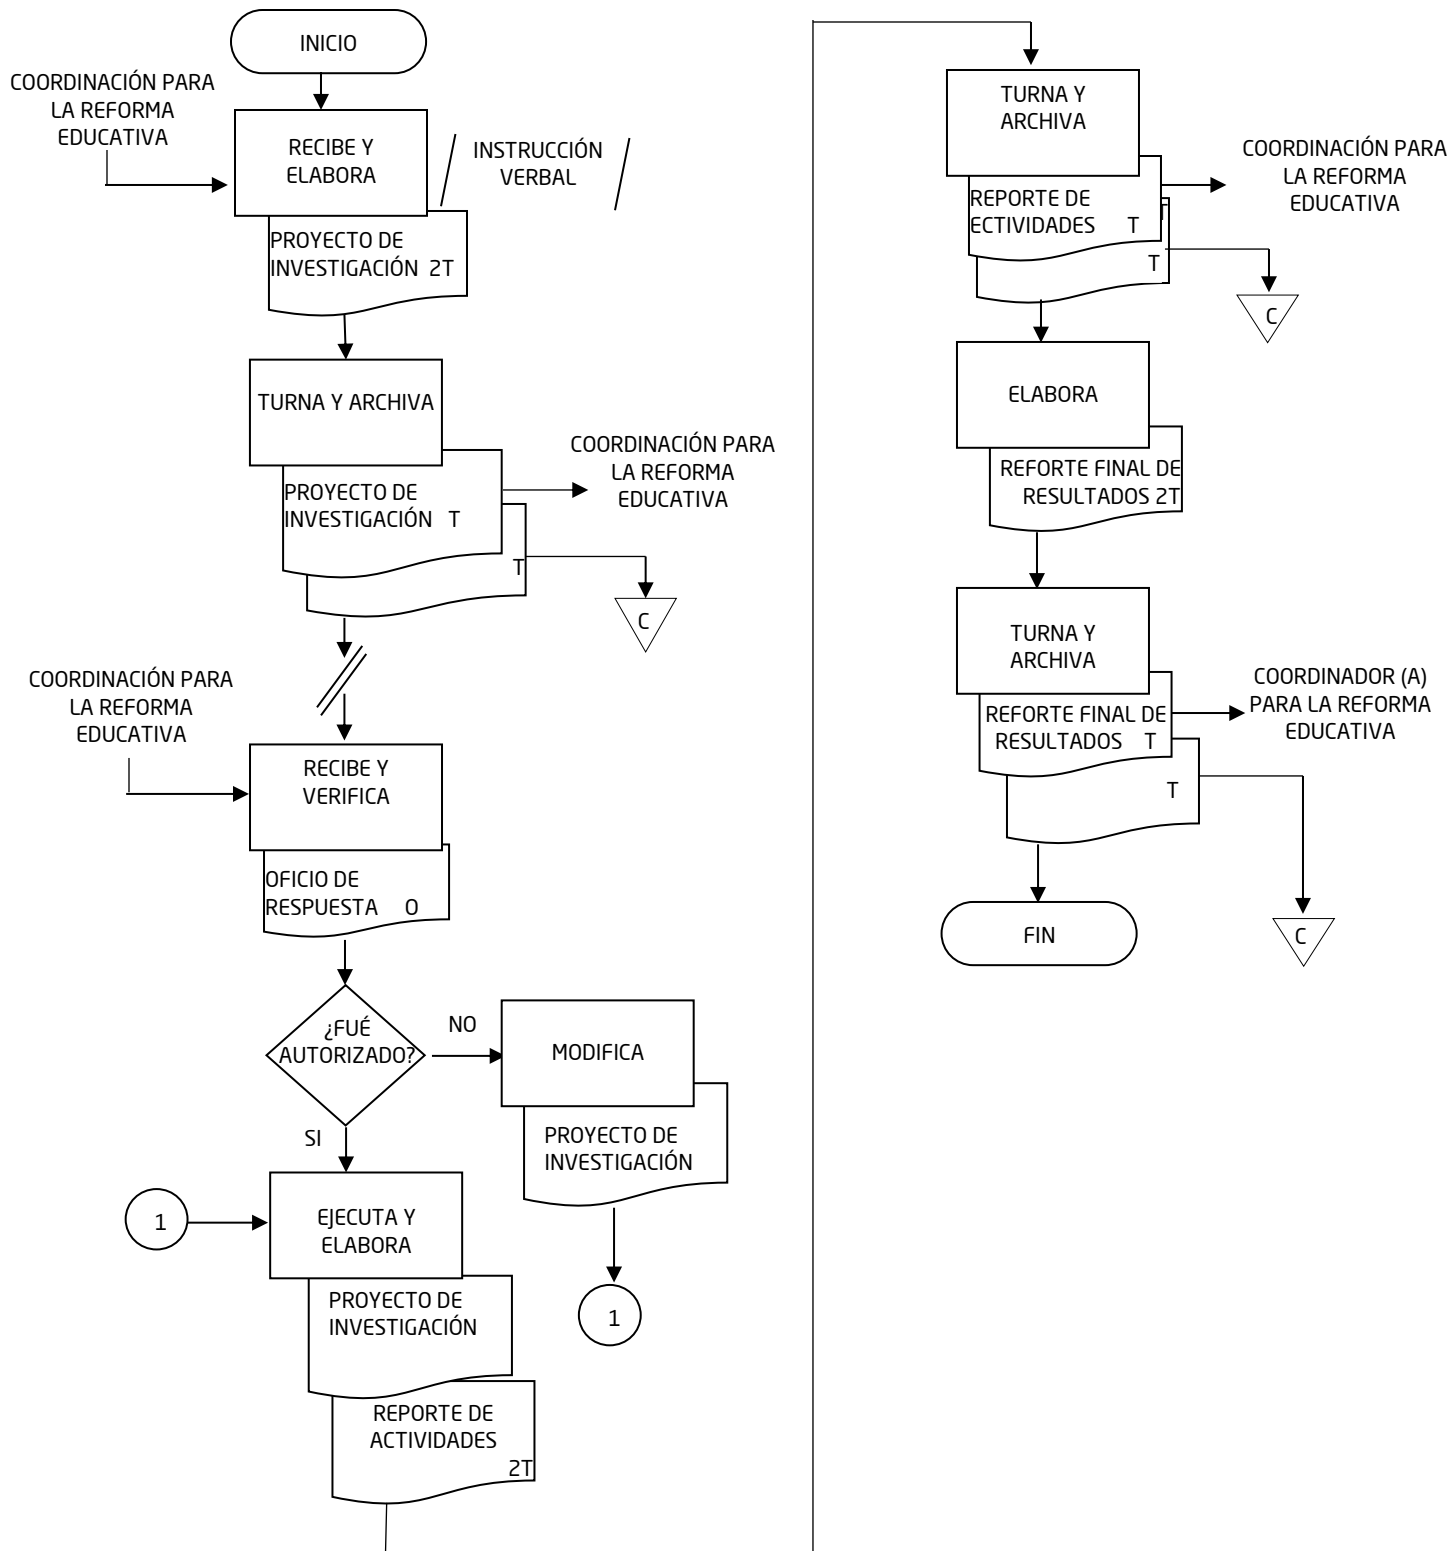 INICIO
COORDINACIÓN PARA
LA REFORMA
EDUCATIVA
RECIBE Y
ELABORA
INSTRUCCIÓN
VERBAL
PROYECTO DE
INVESTIGACIÓN 2T
TURNA Y ARCHIVA
COORDINACIÓN PARA
LA REFORMA
EDUCATIVA
PROYECTO DE
INVESTIGACIÓN T
T
C
COORDINACIÓN PARA
LA REFORMA
EDUCATIVA
RECIBE Y
VERIFICA
OFICIO DE
RESPUESTA O
¿FUÉ
AUTORIZADO?
NO
MODIFICA
PROYECTO DE
INVESTIGACIÓN
1
SI
1
EJECUTA Y
ELABORA
PROYECTO DE
INVESTIGACIÓN
REPORTE DE
ACTIVIDADES
2T
TURNA Y
ARCHIVA
COORDINACIÓN PARA
LA REFORMA
EDUCATIVA
REPORTE DE
ECTIVIDADES T
T
C
ELABORA
REFORTE FINAL DE
RESULTADOS 2T
TURNA Y
ARCHIVA
COORDINADOR (A)
PARA LA REFORMA
EDUCATIVA
REFORTE FINAL DE
RESULTADOS T
T
C
FIN